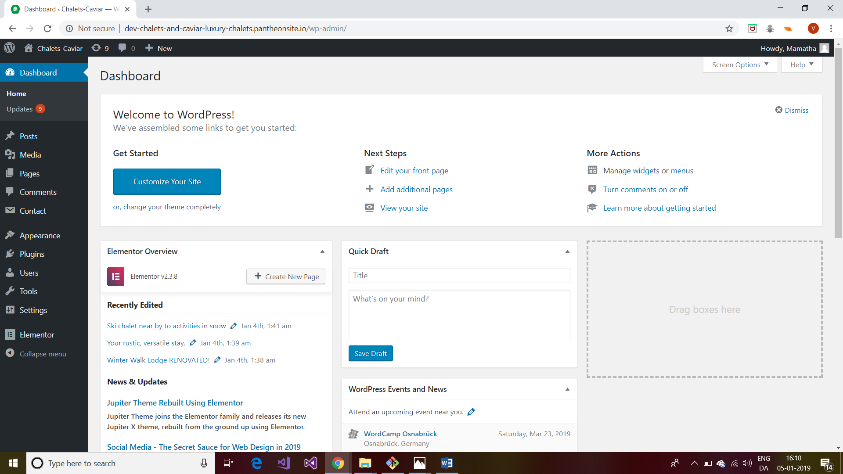 Dashboard ‹ Chalets-Caviar — W
Not secure | dev-chalets-and-caviar-luxury-chalets.pantheonsite.io/wp-admin/
V
Chalets-Caviar 9 0 New Howdy, Mamatha
Dashboard
Home
Updates 9
Posts
Media
Pages
Comments
Contact
Appearance
Plugins
Users
Tools
Settings
Elementor
Collapse menu
Screen Options Help
Dashboard
Welcome to WordPress! Dismiss
We've assembled some links to get you started:
Get Started
Customize Your Site
or, change your theme completely
Next Steps
Edit your front page
Add additional pages
View your site
More Actions
Manage widgets or menus
Turn comments on or off
Learn more about getting started
Elementor Overview
Elementor v2.3.8 Create New Page
Recently Edited
Ski chalet near by to activities in snow Jan 4th, 1:41 am
Your rustic, versatile stay. Jan 4th, 1:39 am
Winter Walk Lodge RENOVATED! Jan 4th, 1:38 am
News & Updates
Jupiter Theme Rebuilt Using Elementor
Jupiter Theme joins the Elementor family and releases its new
Jupiter X theme, rebuilt from the ground up using Elementor.
Social Media - The Secret Sauce for Web Design in 2019
Quick Draft
Title
What's on your mind?
Save Draft
WordPress Events and News
Attend an upcoming event near you.
WordCamp Osnabrück Saturday, Mar 23, 2019
Osnabrück, Germany
Drag boxes here
Type here to search
ENG
DA
16:10
05-01-2019
14